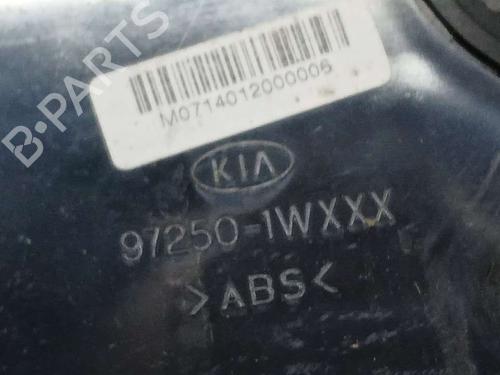 B-PARTS
M0714012000006
KIA
97250-1WXXX
>ABS<